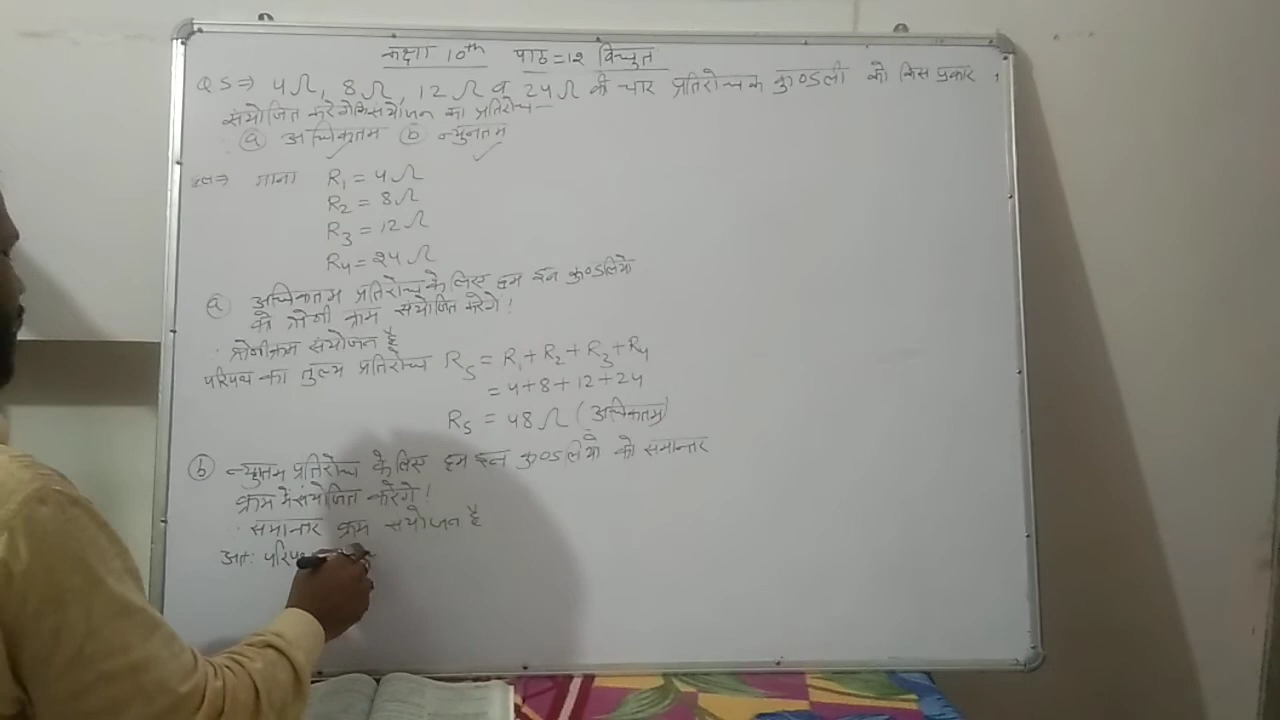 कक्षा 10th पाठ=12 विद्युत
Q5⇒ 4Ω, 8Ω, 12Ω व 24Ω की चार प्रतिरोधक कुण्डली को किस प्रकार
संयोजित करेगे कि संयोजन का प्रतिरोध—
(a) अधिकतम (b) न्युनतम
हल⇒ माना R₁ = 4Ω
R₂ = 8Ω
R₃ = 12Ω
R₄ = 24Ω
(a) अधिकतम प्रतिरोध के लिए हम इन कुण्डलियो
को श्रेणी क्रम संयोजित करेगे!
∴ श्रेणीक्रम संयोजन है
परिपथ का तुल्य प्रतिरोध R_S = R₁ + R₂ + R₃ + R₄
= 4+8+12+24
R_S = 48Ω (अधिकतम)
(b) न्यूतम प्रतिरोध के लिए हम इन कुण्डलियो को समान्तर
क्रम में संयोजित करेगे!
∴ समान्तर क्रम संयोजन है
अतः